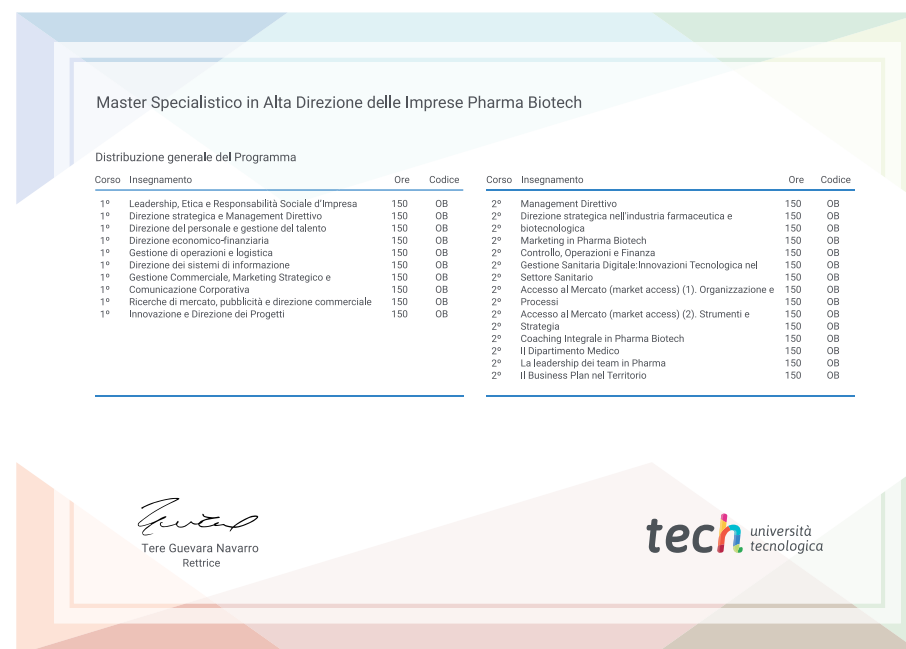 Master Specialistico in Alta Direzione delle Imprese Pharma Biotech
Distribuzione generale del Programma
Corso Insegnamento Ore Codice
1º Leadership, Etica e Responsabilità Sociale d'Impresa 150 OB
1º Direzione strategica e Management Direttivo 150 OB
1º Direzione del personale e gestione del talento 150 OB
1º Direzione economico-finanziaria 150 OB
1º Gestione di operazioni e logistica 150 OB
1º Direzione dei sistemi di informazione 150 OB
1º Gestione Commerciale, Marketing Strategico e 150 OB
1º Comunicazione Corporativa 150 OB
1º Ricerche di mercato, pubblicità e direzione commerciale 150 OB
1º Innovazione e Direzione dei Progetti 150 OB
Corso Insegnamento Ore Codice
2º Management Direttivo 150 OB
2º Direzione strategica nell'industria farmaceutica e 150 OB
2º biotecnologica 150 OB
2º Marketing in Pharma Biotech 150 OB
2º Controllo, Operazioni e Finanza 150 OB
2º Gestione Sanitaria Digitale:Innovazioni Tecnologica nel 150 OB
2º Settore Sanitario 150 OB
2º Accesso al Mercato (market access) (1). Organizzazione e 150 OB
2º Processi 150 OB
2º Accesso al Mercato (market access) (2). Strumenti e 150 OB
2º Strategia 150 OB
2º Coaching Integrale in Pharma Biotech 150 OB
2º Il Dipartimento Medico 150 OB
2º La leadership dei team in Pharma 150 OB
2º Il Business Plan nel Territorio 150 OB
Tere Guevara Navarro
Rettrice
tech università
tecnologica